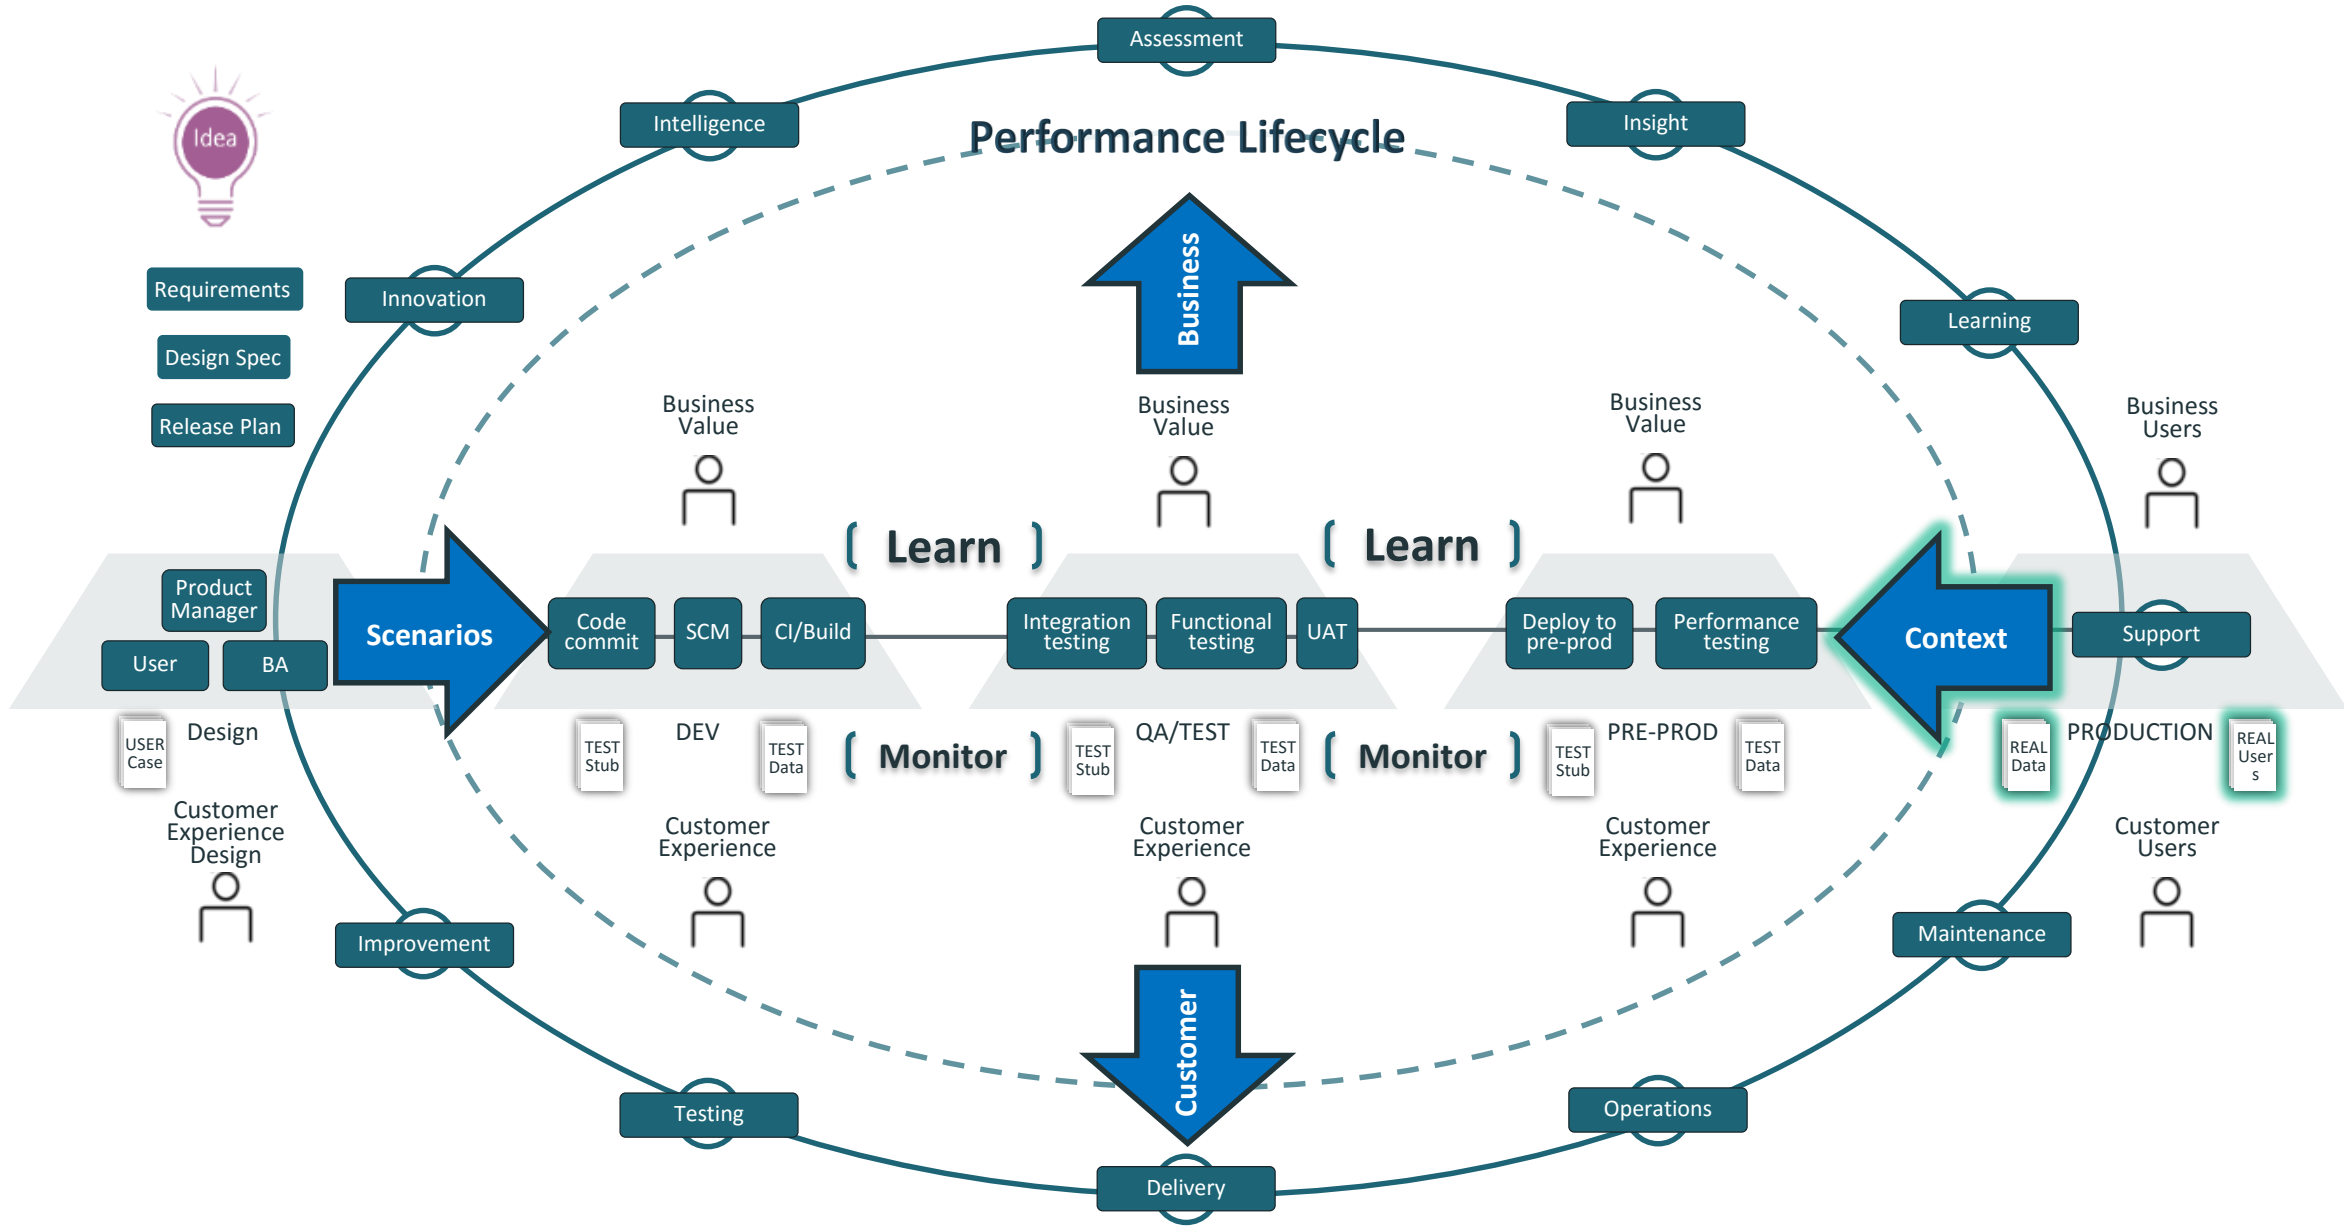 Assessment
Intelligence
Insight
Performance Lifecycle
Idea
Innovation
Learning
Requirements
Design Spec
Release Plan
Business
Business
Value
Business
Value
Business
Value
Business
Users
Learn
Learn
Product
Manager
User
BA
Scenarios
Code
commit
SCM
CI/Build
Integration
testing
Functional
testing
UAT
Deploy to
pre-prod
Performance
testing
Context
Support
USER
Case
Design
TEST
Stub
DEV
TEST
Data
Monitor
TEST
Stub
QA/TEST
TEST
Data
Monitor
TEST
Stub
PRE-PROD
TEST
Data
REAL
Data
PRODUCTION
REAL
User
s
Customer
Experience
Design
Customer
Experience
Customer
Experience
Customer
Experience
Customer
Users
Improvement
Maintenance
Customer
Testing
Operations
Delivery